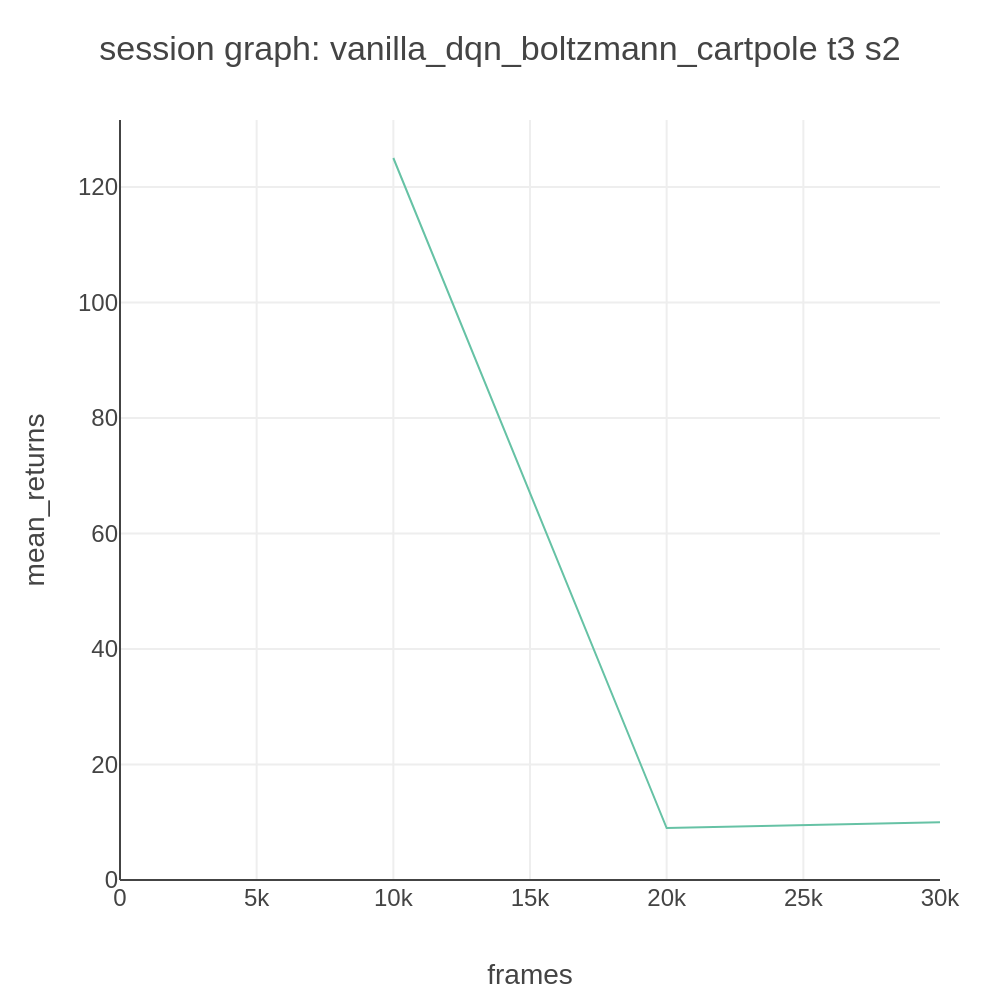 session graph: vanilla_dqn_boltzmann_cartpole t3 s2
mean_returns
120
100
80
60
40
20
0
0 5k 10k 15k 20k 25k 30k
frames